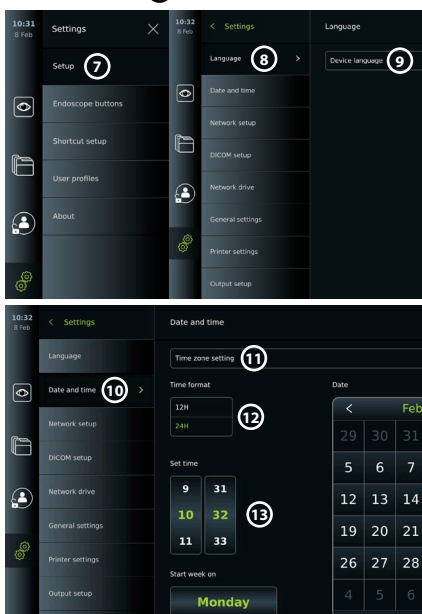 10:31
8 Feb
Settings
Setup
7
Endoscope buttons
Shortcut setup
User profiles
About
10:32
8 Feb
< Settings
Language
Language
8
>
Device language
9
Date and time
Network setup
DICOM setup
Network drive
General settings
Printer settings
Output setup
10:32
8 Feb
< Settings
Date and time
Language
Time zone setting
11
Date and time
10
>
Time format
Date
12H
24H
12
<
Feb
29 30 31
Network setup
DICOM setup
Set time
5 6 7
Network drive
9 31
10 32
11 33
13
12 13 14
General settings
19 20 21
Printer settings
26 27 28
Start week on
Output setup
Monday
4 5 6